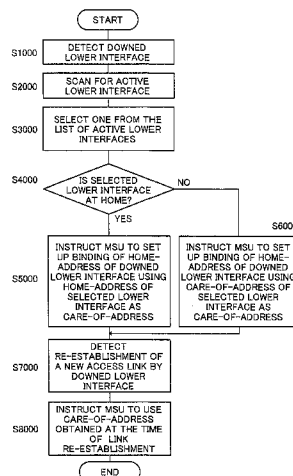 START
S1000
DETECT DOWNED
LOWER INTERFACE
S2000
SCAN FOR ACTIVE
LOWER INTERFACE
S3000
SELECT ONE FROM THE
LIST OF ACTIVE LOWER
INTERFACES
S4000
IS SELECTED
LOWER INTERFACE
AT HOME?
NO
YES
S5000
INSTRUCT MSU TO SET
UP BINDING OF HOME-
ADDRESS OF DOWNED
LOWER INTERFACE USING
HOME-ADDRESS OF
SELECTED LOWER
INTERFACE AS
CARE-OF-ADDRESS
S600
INSTRUCT MSU TO SET
UP BINDING OF HOME-
ADDRESS OF DOWNED
LOWER INTERFACE USING
CARE-OF-ADDRESS OF
SELECTED LOWER
INTERFACE AS
CARE-OF-ADDRESS
S7000
DETECT
RE-ESTABLISHMENT OF
A NEW ACCESS LINK BY
DOWNED LOWER
INTERFACE
S8000
INSTRUCT MSU TO USE
CARE-OF-ADDRESS
OBTAINED AT THE TIME
OF LINK
RE-ESTABLISHMENT
END